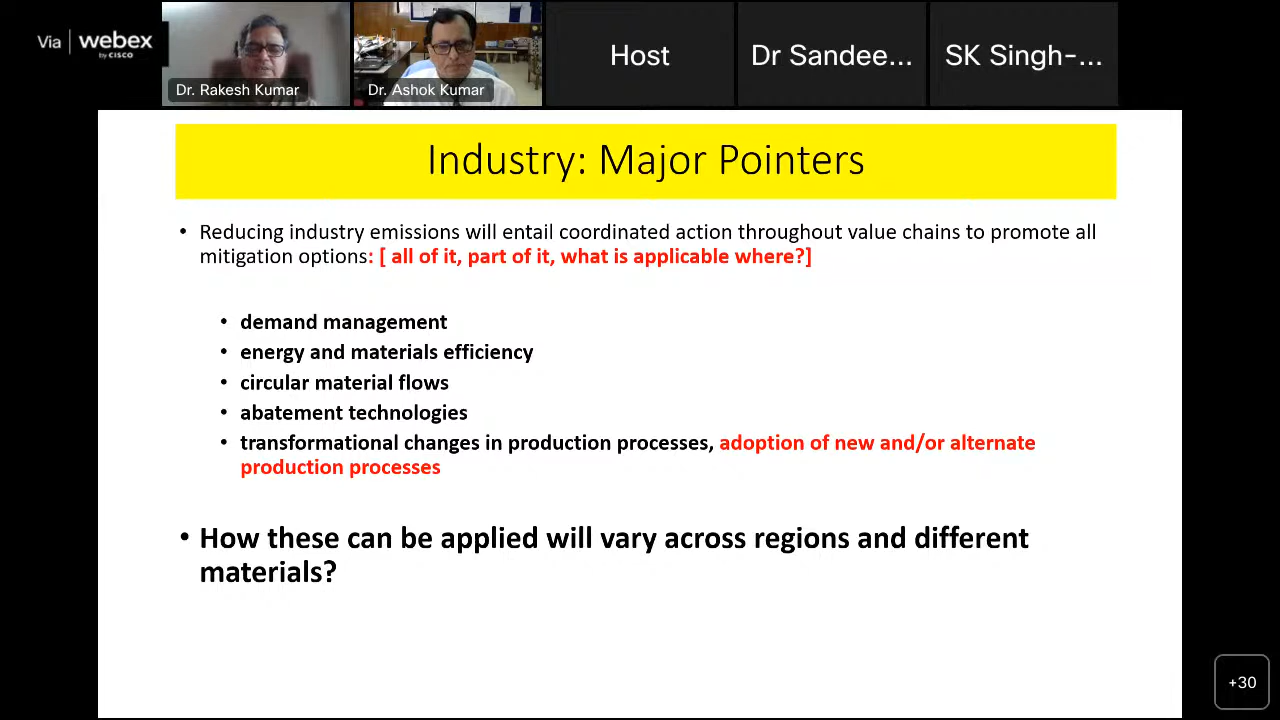 Via | webex
by CISCO
Dr. Rakesh Kumar
Dr. Ashok Kumar
Host
Dr Sandee...
SK Singh-...
Industry: Major Pointers
• Reducing industry emissions will entail coordinated action throughout value chains to promote all
mitigation options: [ all of it, part of it, what is applicable where?]
• demand management
• energy and materials efficiency
• circular material flows
• abatement technologies
• transformational changes in production processes, adoption of new and/or alternate
production processes
• How these can be applied will vary across regions and different
materials?
+30